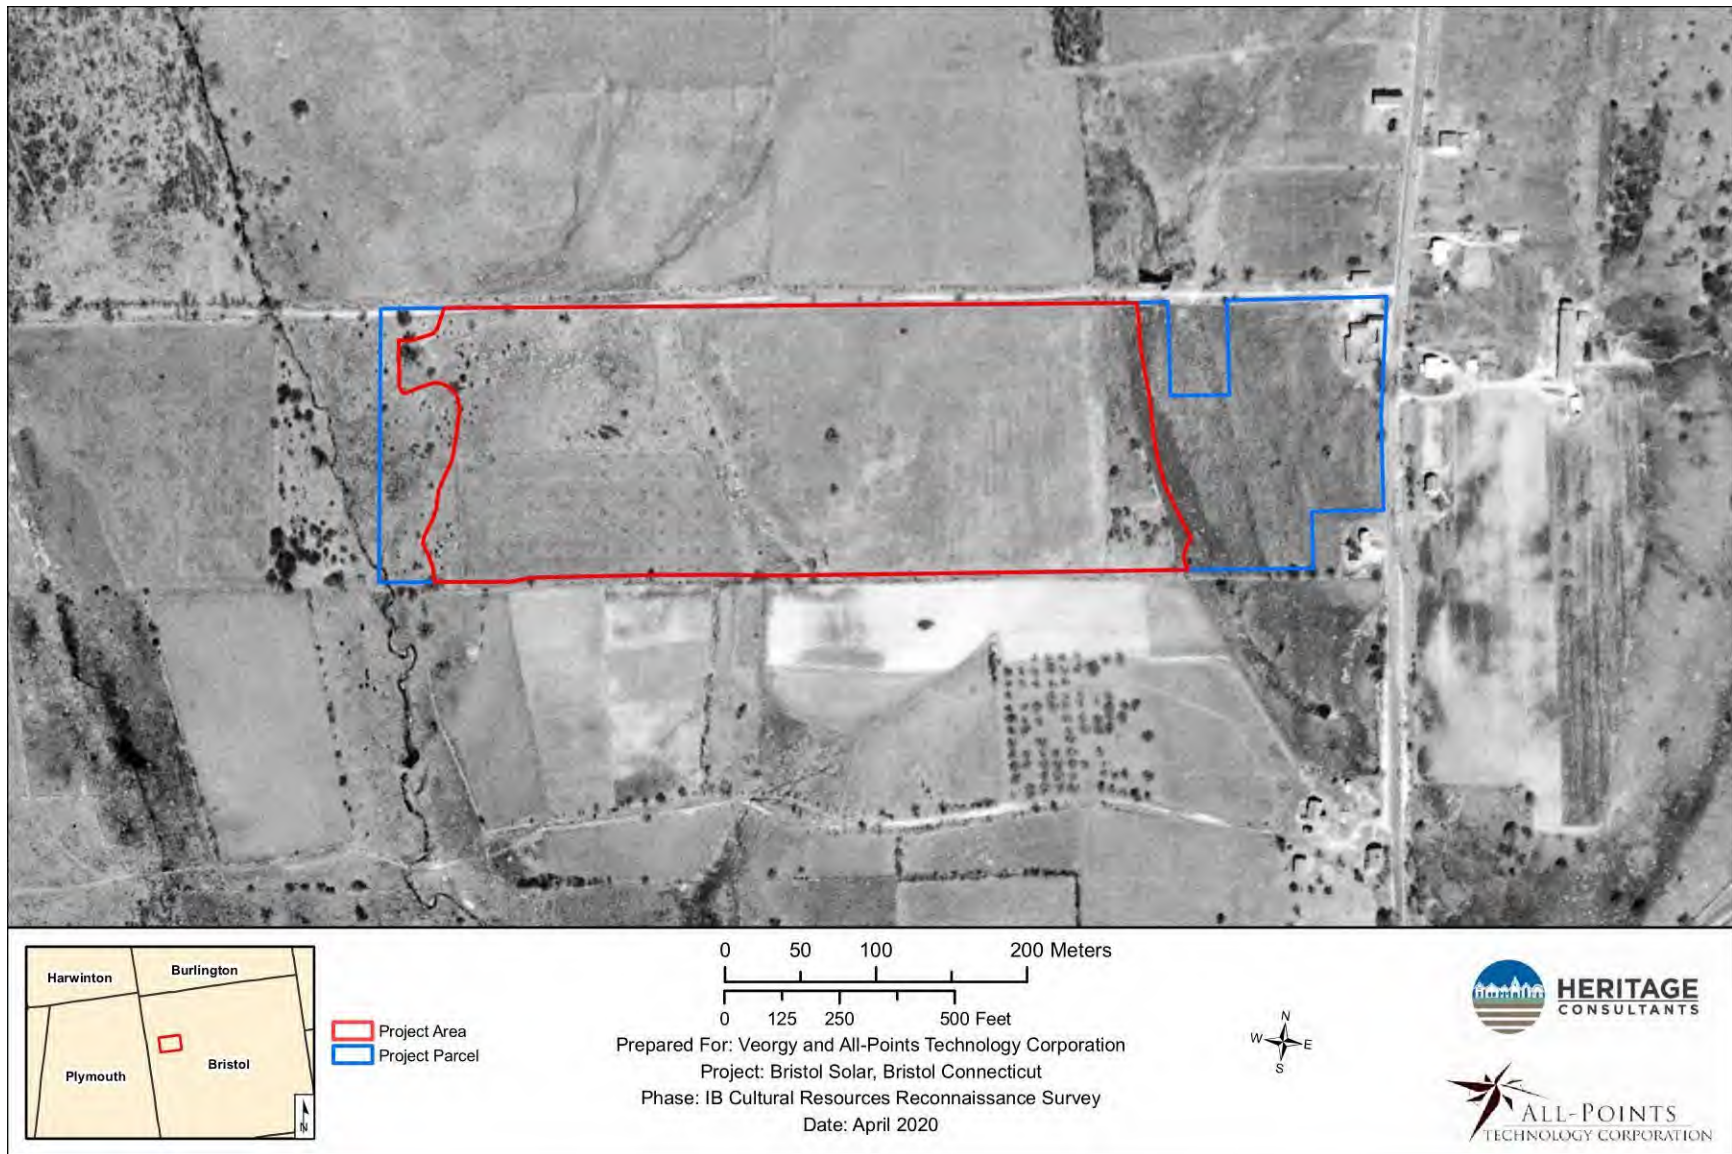 Harwinton
Burlington
Plymouth
Bristol
N
Project Area
Project Parcel
0 50 100 200 Meters
0 125 250 500 Feet
Prepared For: Veorgy and All-Points Technology Corporation
Project: Bristol Solar, Bristol Connecticut
Phase: IB Cultural Resources Reconnaissance Survey
Date: April 2020
N
W E
S
HERITAGE
CONSULTANTS
ALL-POINTS
TECHNOLOGY CORPORATION